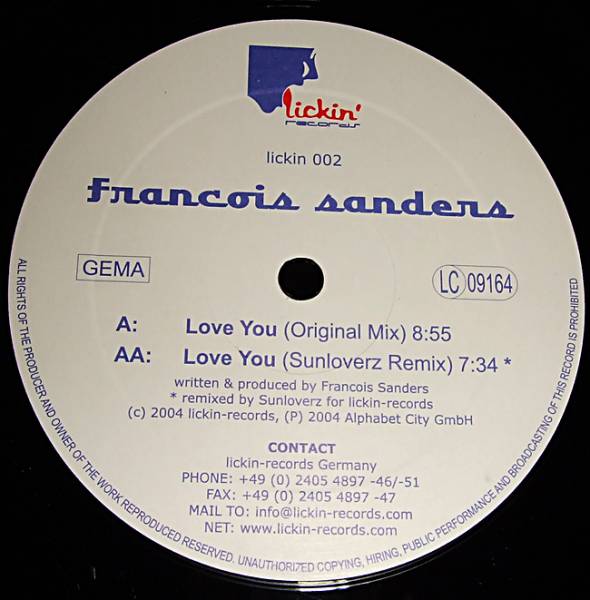 lickin'
records
lickin 002
francois sanders
GEMA
LC 09164
A: Love You (Original Mix) 8:55
AA: Love You (Sunloverz Remix) 7:34 *
written & produced by Francois Sanders
* remixed by Sunloverz for lickin-records
(c) 2004 lickin-records, (P) 2004 Alphabet City GmbH
CONTACT
lickin-records Germany
PHONE: +49 (0) 2405 4897 -46/-51
FAX: +49 (0) 2405 4897 -47
MAIL TO: info@lickin-records.com
NET: www.lickin-records.com
ALL RIGHTS OF THE PRODUCER AND OWNER OF THE WORK REPRODUCED RESERVED. UNAUTHORIZED COPYING, HIRING, PUBLIC PERFORMANCE AND BROADCASTING OF THIS RECORD IS PROHIBITED